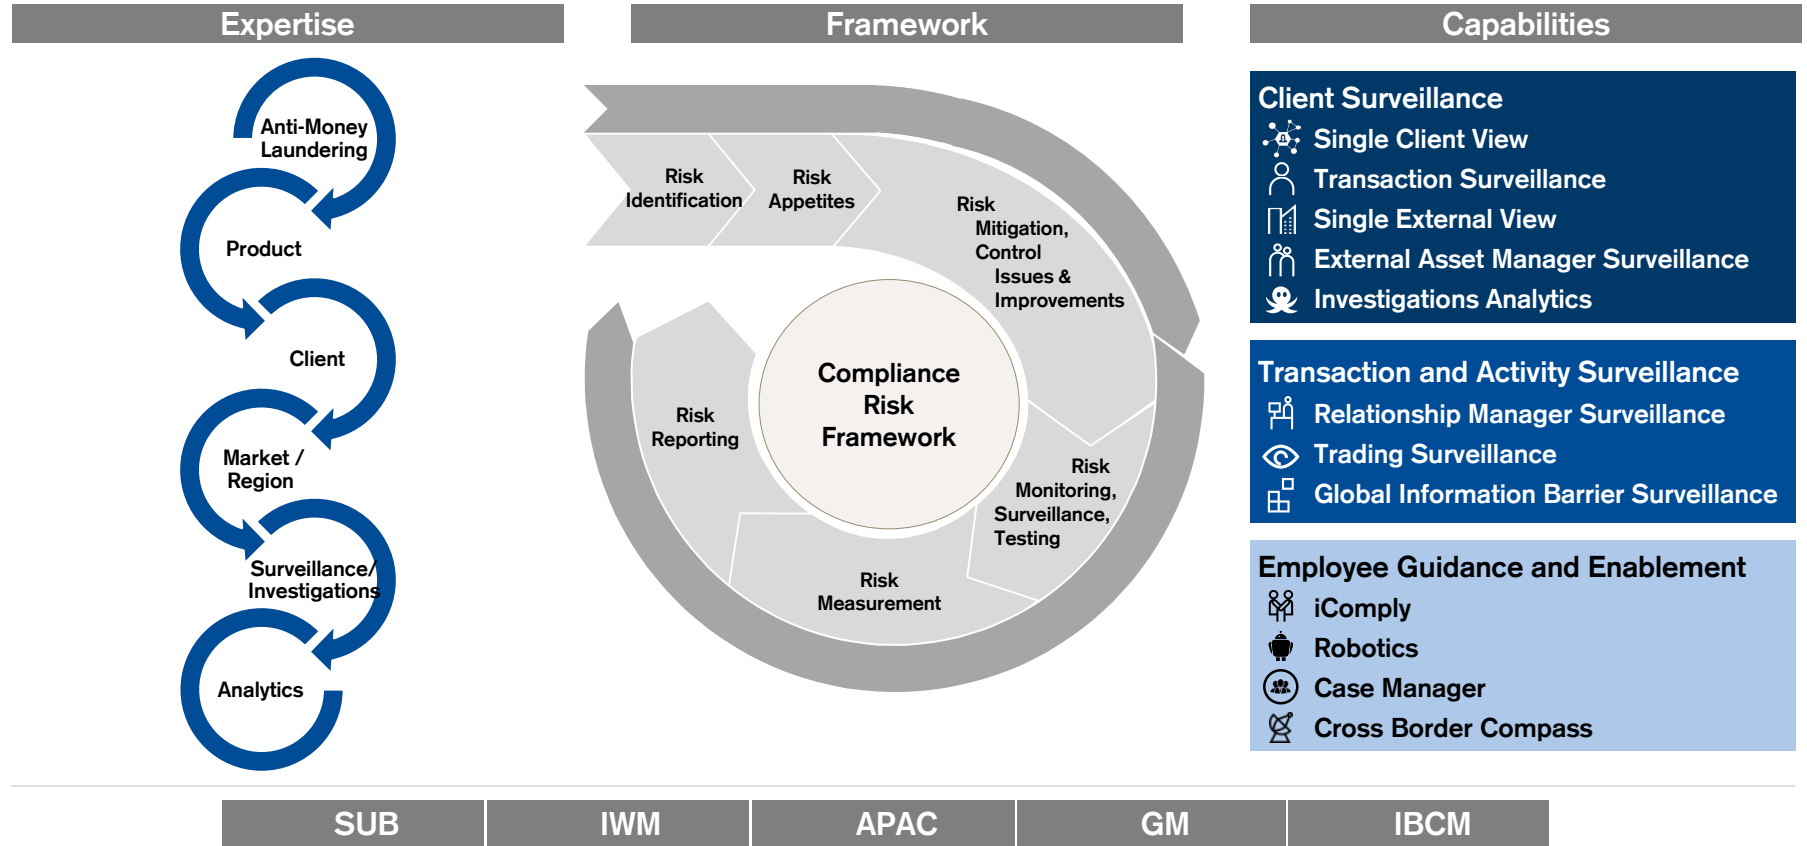 Expertise
Anti-Money
Laundering
Product
Client
Market /
Region
Surveillance/
Investigations
Analytics
Framework
Risk
Identification
Risk
Appetites
Risk
Mitigation,
Control
Issues &
Improvements
Risk
Monitoring,
Surveillance,
Testing
Risk
Measurement
Risk
Reporting
Compliance
Risk
Framework
Capabilities
Client Surveillance
Single Client View
Transaction Surveillance
Single External View
External Asset Manager Surveillance
Investigations Analytics
Transaction and Activity Surveillance
Relationship Manager Surveillance
Trading Surveillance
Global Information Barrier Surveillance
Employee Guidance and Enablement
iComply
Robotics
Case Manager
Cross Border Compass
SUB
IWM
APAC
GM
IBCM